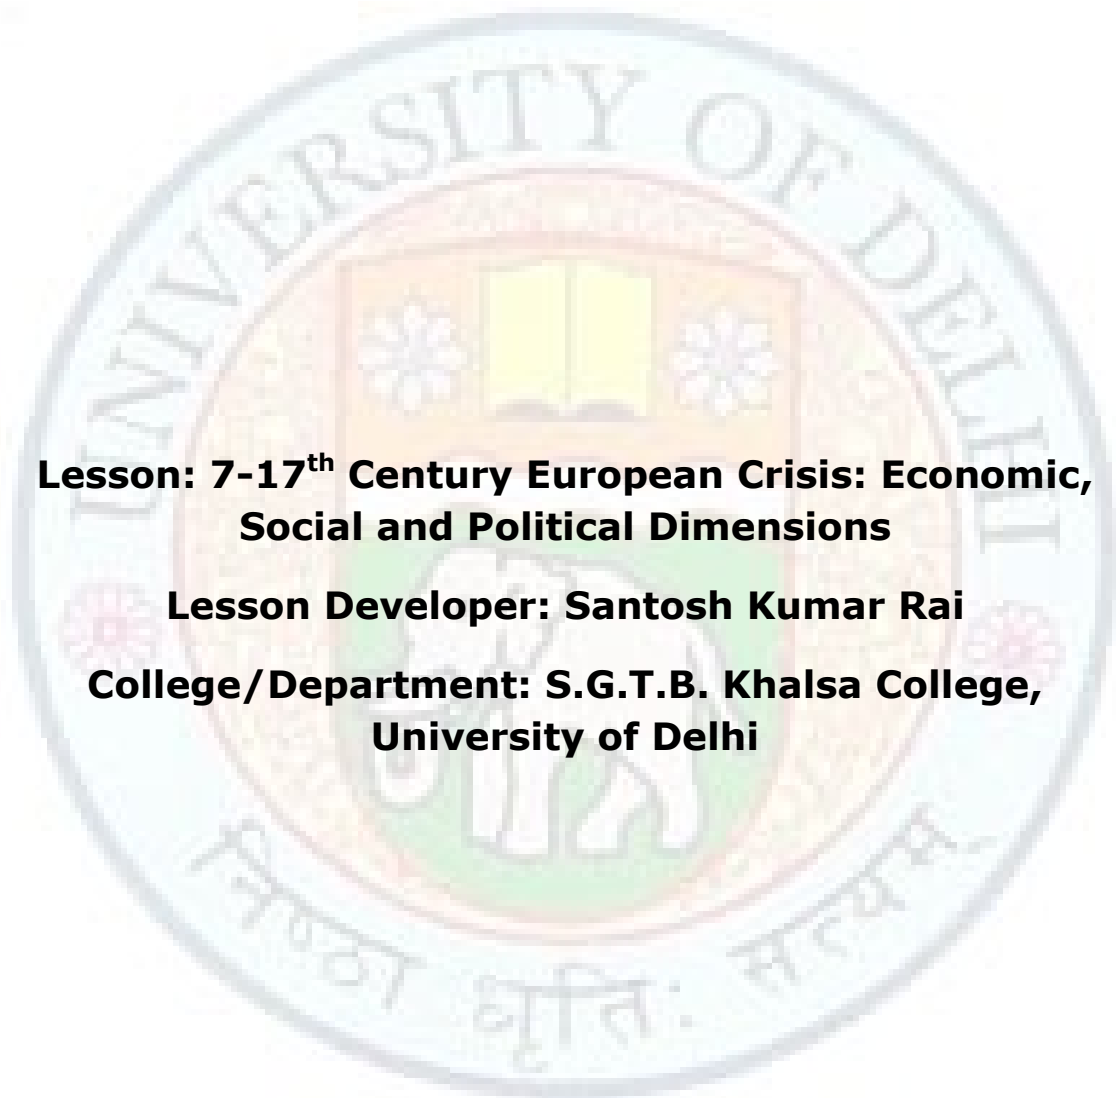 UNIVERSITY OF DELHI
Lesson: 7-17th Century European Crisis: Economic,
Social and Political Dimensions
Lesson Developer: Santosh Kumar Rai
College/Department: S.G.T.B. Khalsa College,
University of Delhi
निष्ठा धृति: सत्यम्